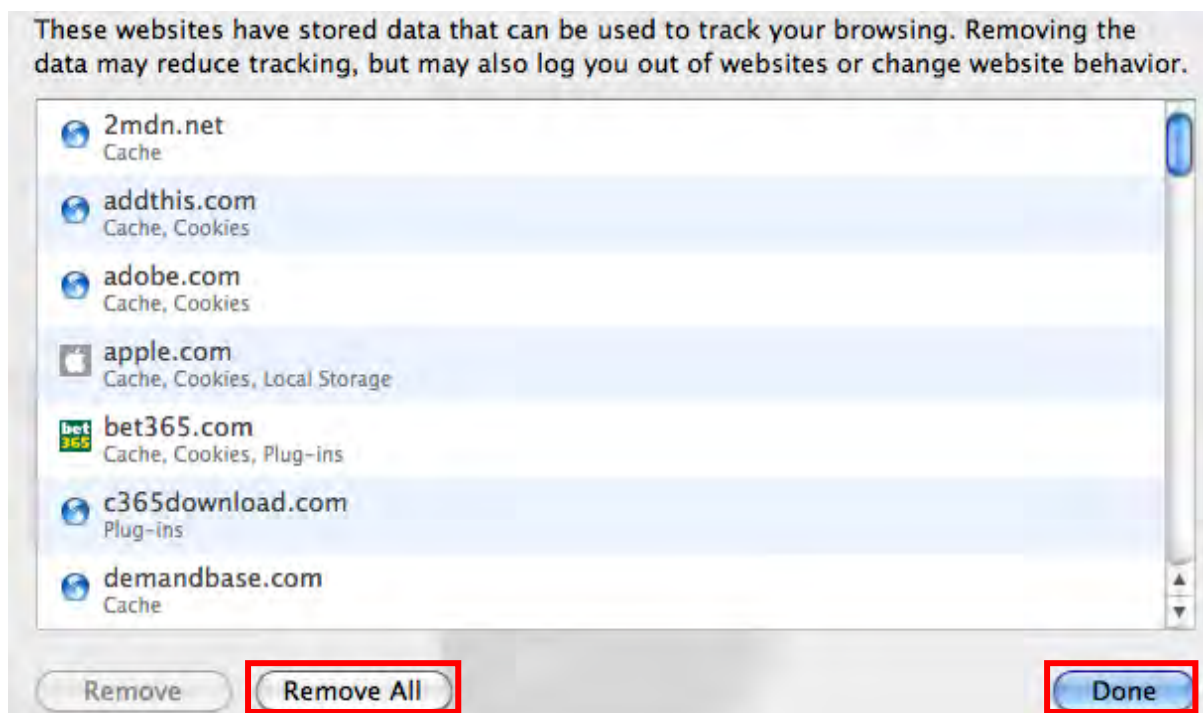 These websites have stored data that can be used to track your browsing. Removing the
data may reduce tracking, but may also log you out of websites or change website behavior.
2mdn.net
Cache
addthis.com
Cache, Cookies
adobe.com
Cache, Cookies
apple.com
Cache, Cookies, Local Storage
bet
365
bet365.com
Cache, Cookies, Plug-ins
c365download.com
Plug-ins
demandbase.com
Cache
Remove Remove All Done